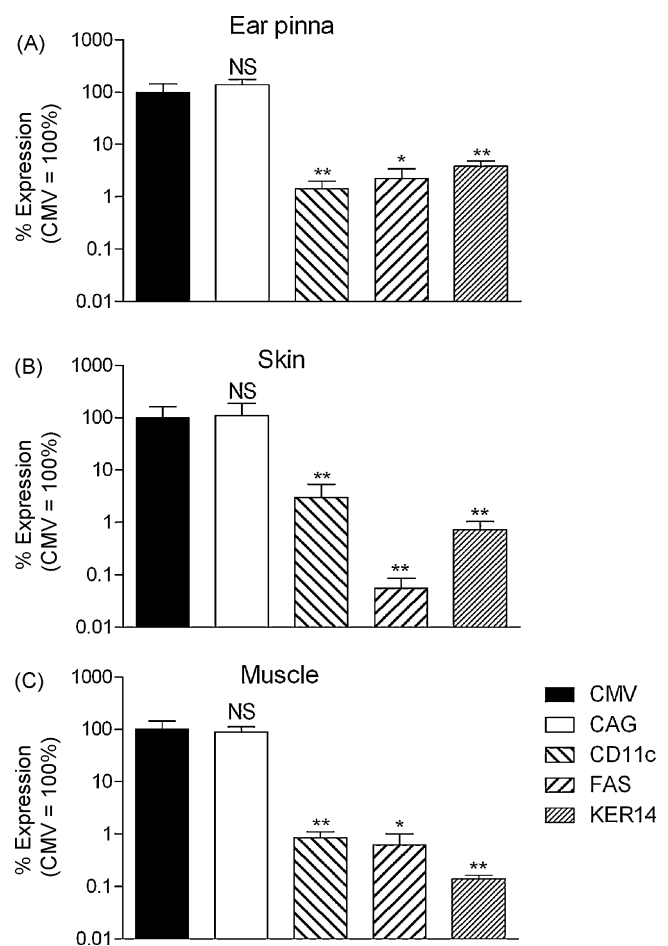 (A)
Ear pinna
% Expression
(CMV = 100%)
1000
100
10
1
0.1
0.01
NS
**
*
**
(B)
Skin
% Expression
(CMV = 100%)
1000
100
10
1
0.1
0.01
NS
**
**
**
(C)
Muscle
% Expression
(CMV = 100%)
1000
100
10
1
0.1
0.01
NS
**
*
**
CMV
CAG
CD11c
FAS
KER14